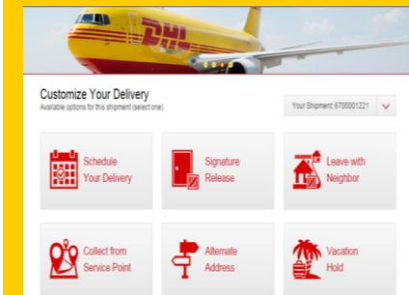 DHL
Customize Your Delivery
Available options for this shipment (select one)
Your Shipment: 6700001221
Schedule
Your Delivery
Signature
Release
Leave with
Neighbor
Collect from
Service Point
Alternate
Address
Vacation
Hold